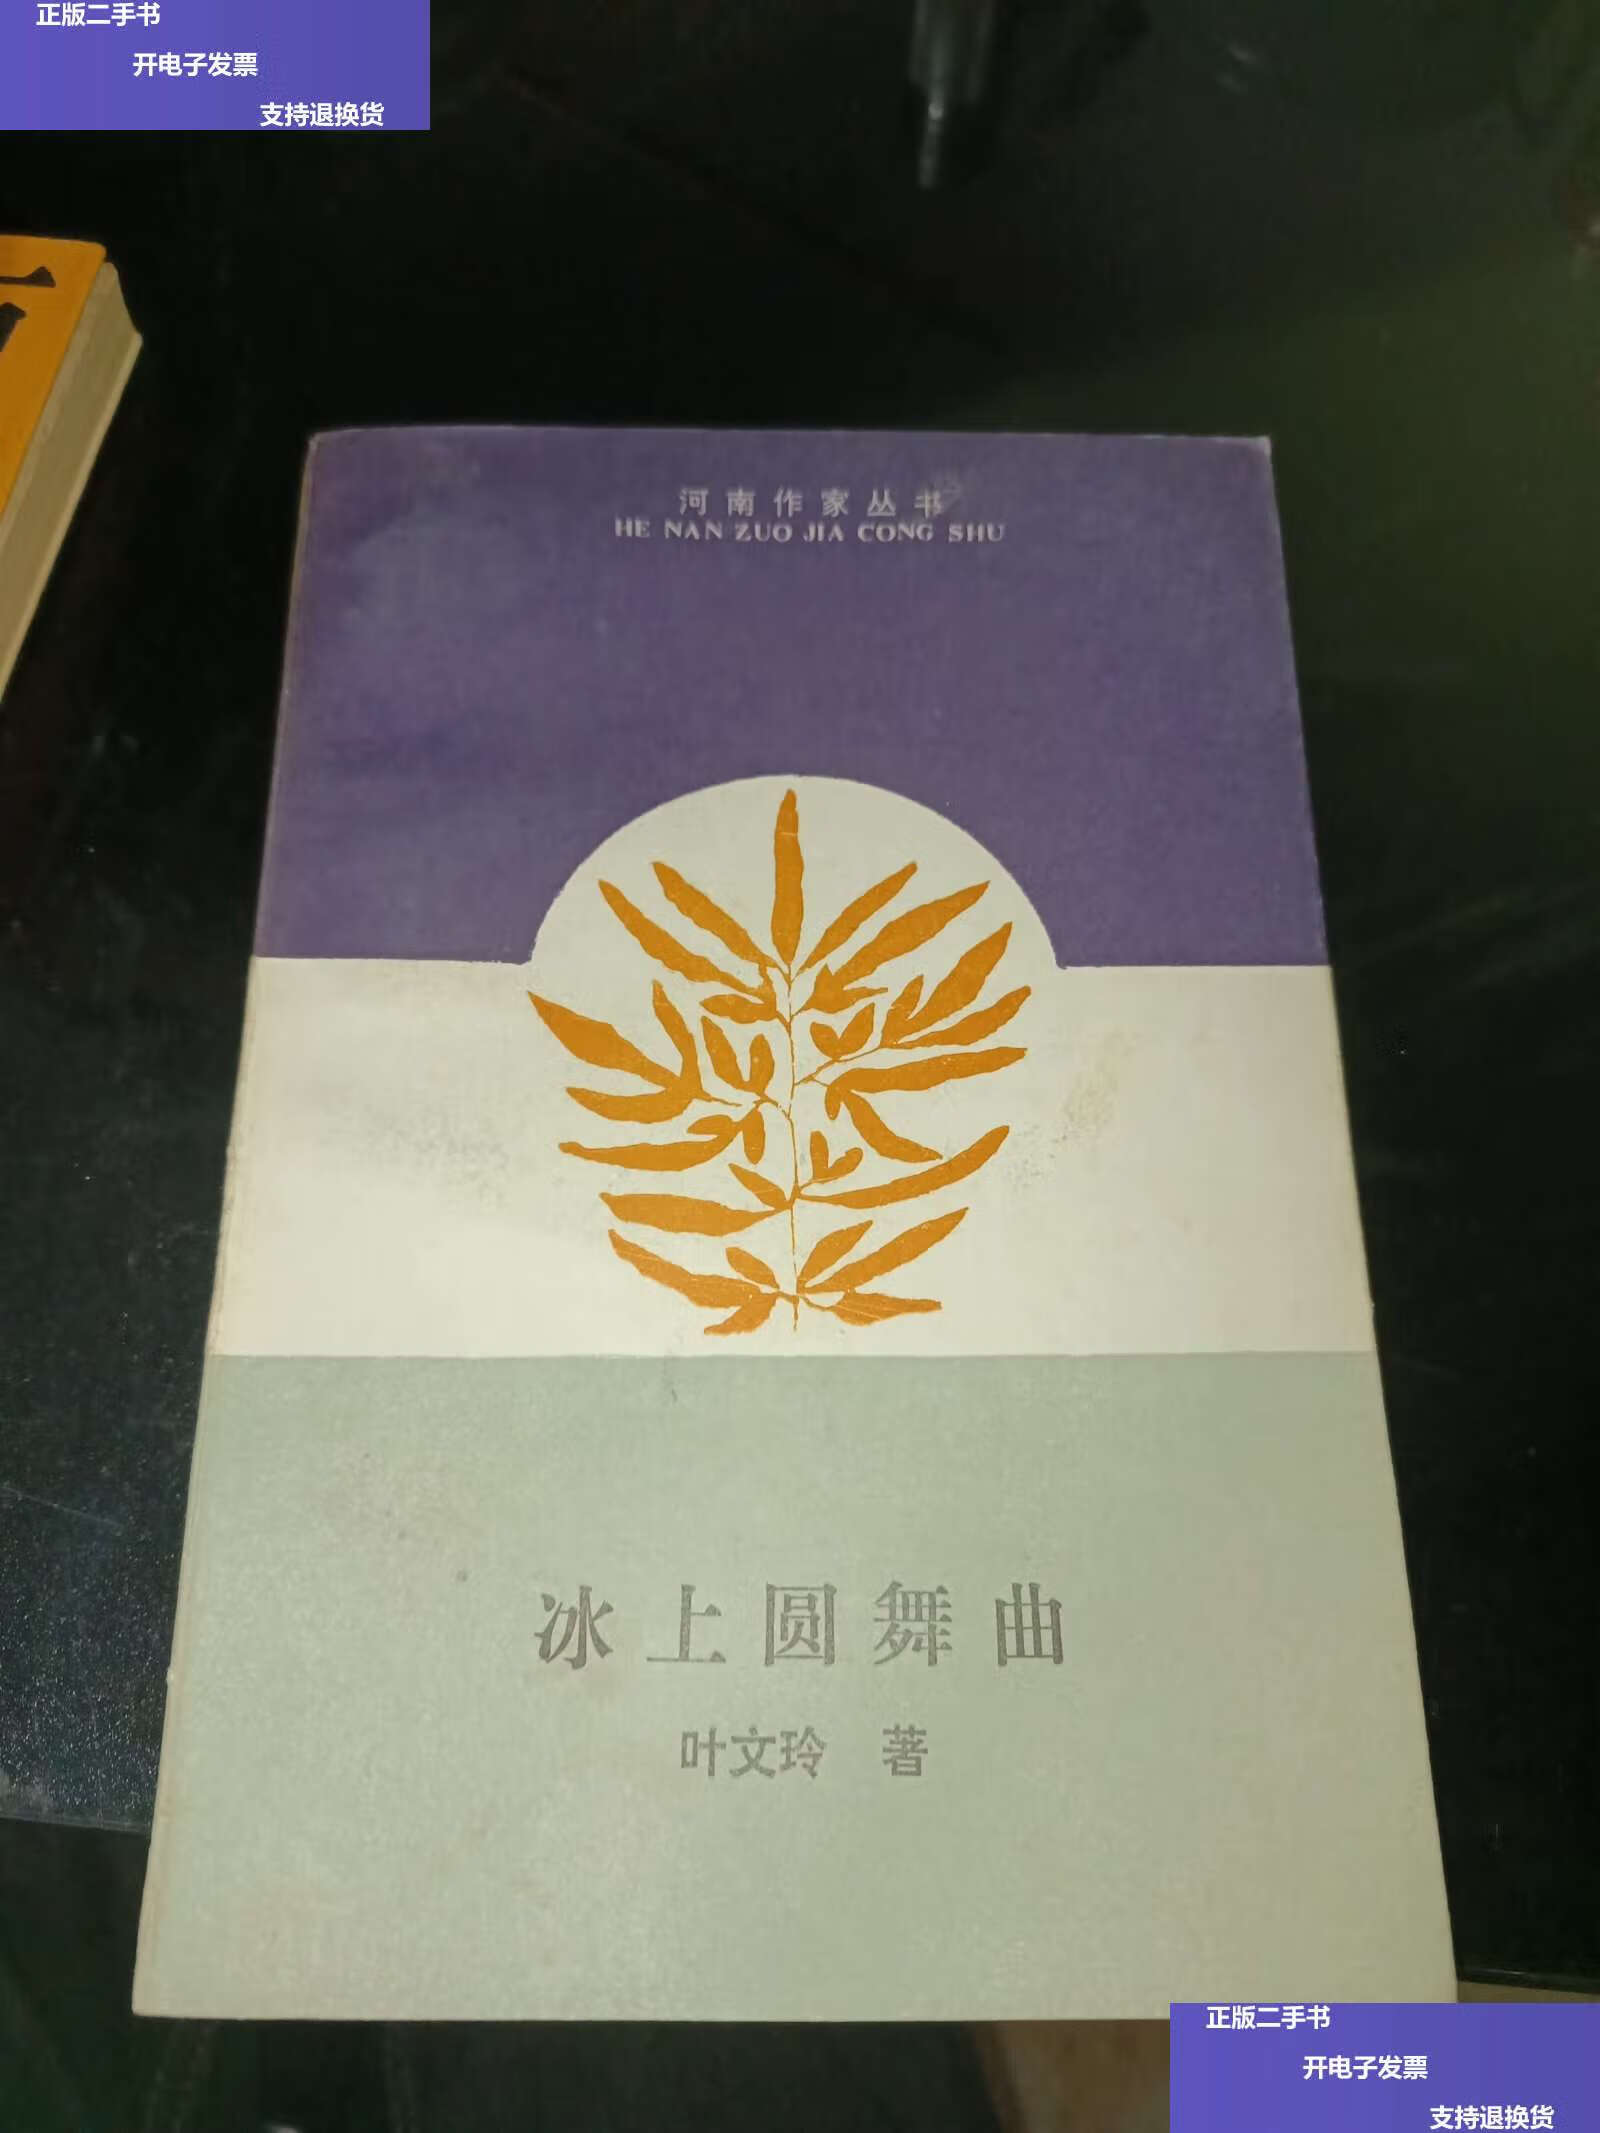 正版二手书
开电子发票
支持退换货
河南作家丛书
HE NAN ZUO JIA CONG SHU
冰上圆舞曲
叶文玲 著
正版二手书
开电子发票
支持退换货